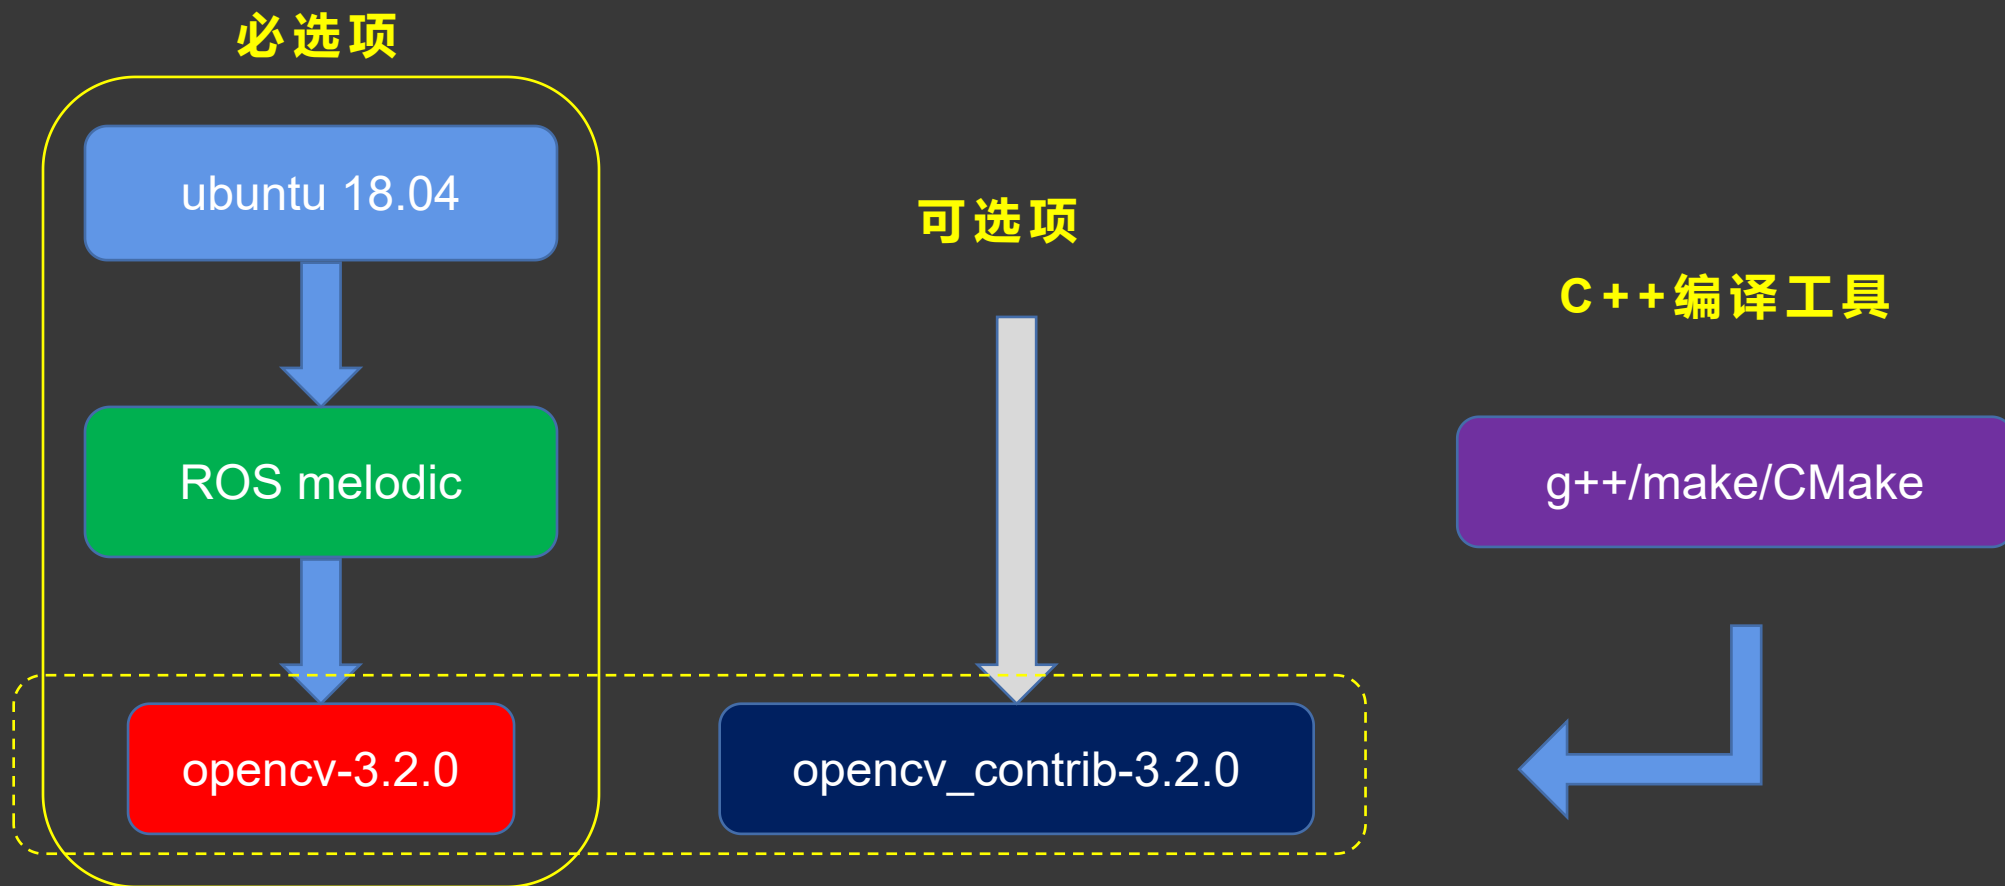 必选项
ubuntu 18.04
ROS melodic
opencv-3.2.0
可选项
opencv_contrib-3.2.0
C++编译工具
g++/make/CMake